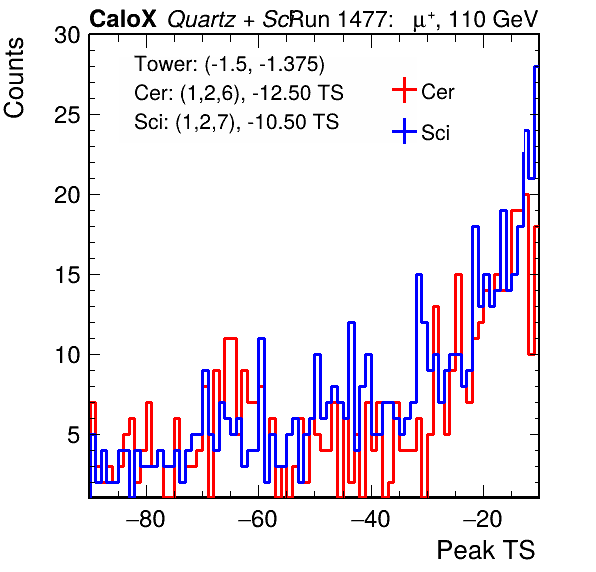 CaloX Quartz + Sci Run 1477: μ+, 110 GeV
Counts
30
25
20
15
10
5
Tower: (-1.5, -1.375)
Cer: (1,2,6), -12.50 TS
Sci: (1,2,7), -10.50 TS
Cer
Sci
−80 −60 −40 −20
Peak TS